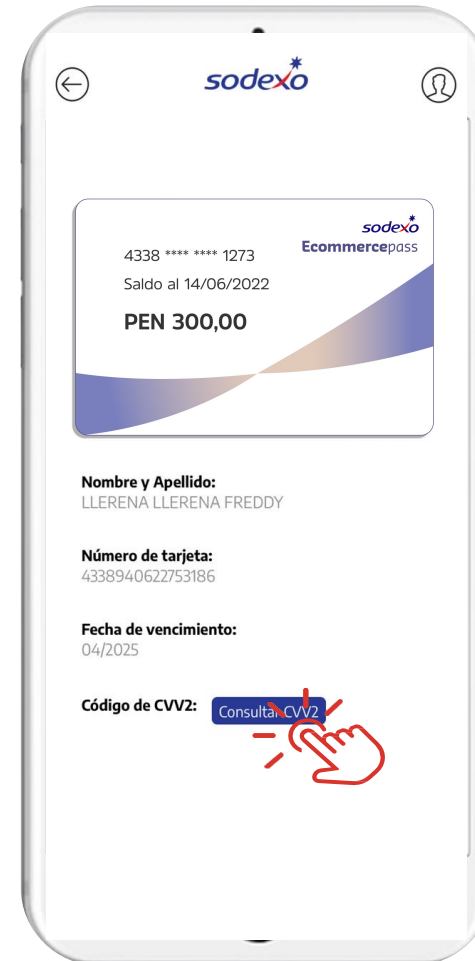 sodexo
sodexo
Ecommercepass
4338 **** **** 1273
Saldo al 14/06/2022
PEN 300,00
Nombre y Apellido:
LLERENA LLERENA FREDDY
Número de tarjeta:
4338940622753186
Fecha de vencimiento:
04/2025
Código de CVV2: Consultar CVV2